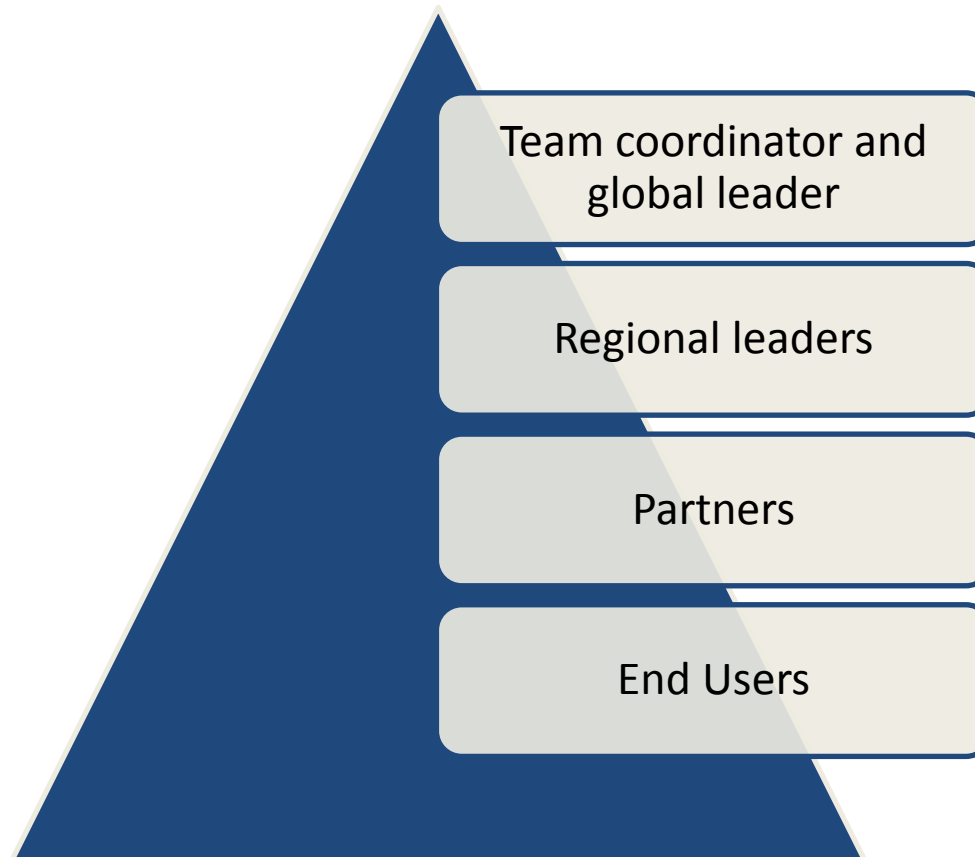 Team coordinator and
global leader
Regional leaders
Partners
End Users